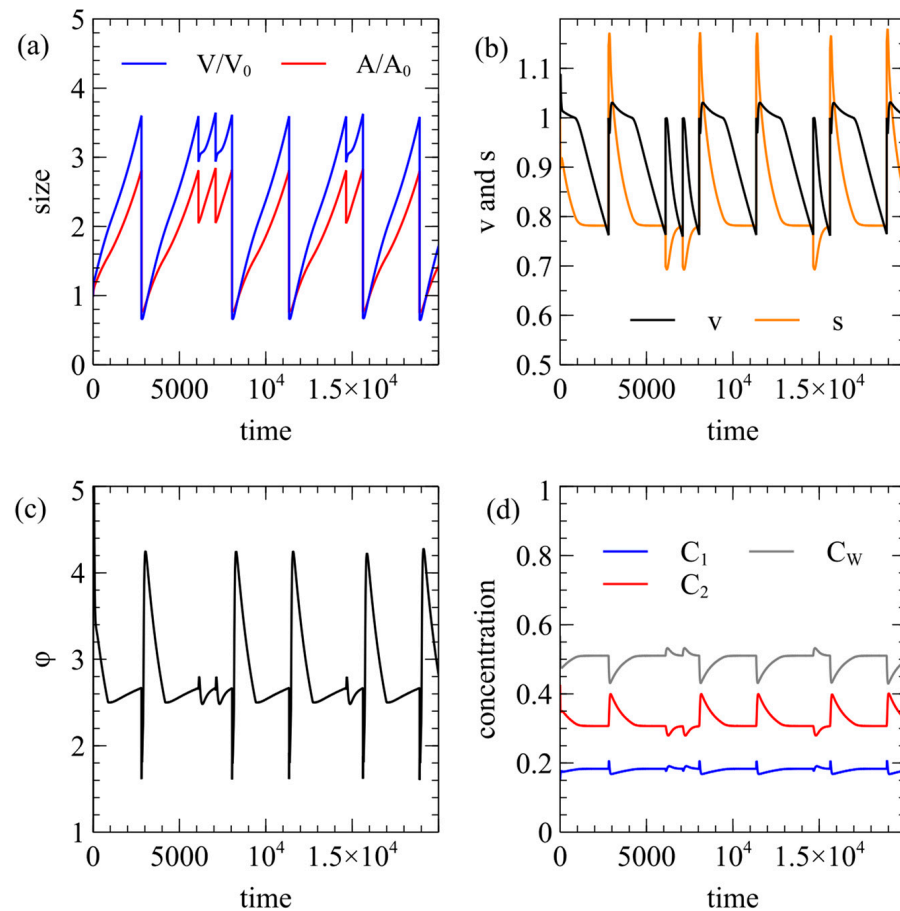 (a)
V/V₀ A/A₀
5
4
3
2
1
0
size
0 5000 10⁴ 1.5×10⁴
time
(b)
1.1
1
0.9
0.8
0.7
0.6
0.5
v and s
v s
0 5000 10⁴ 1.5×10⁴
time
(c)
5
4
3
2
1
φ
0 5000 10⁴ 1.5×10⁴
time
(d)
C₁ C_W
C₂
1
0.8
0.6
0.4
0.2
0
concentration
0 5000 10⁴ 1.5×10⁴
time